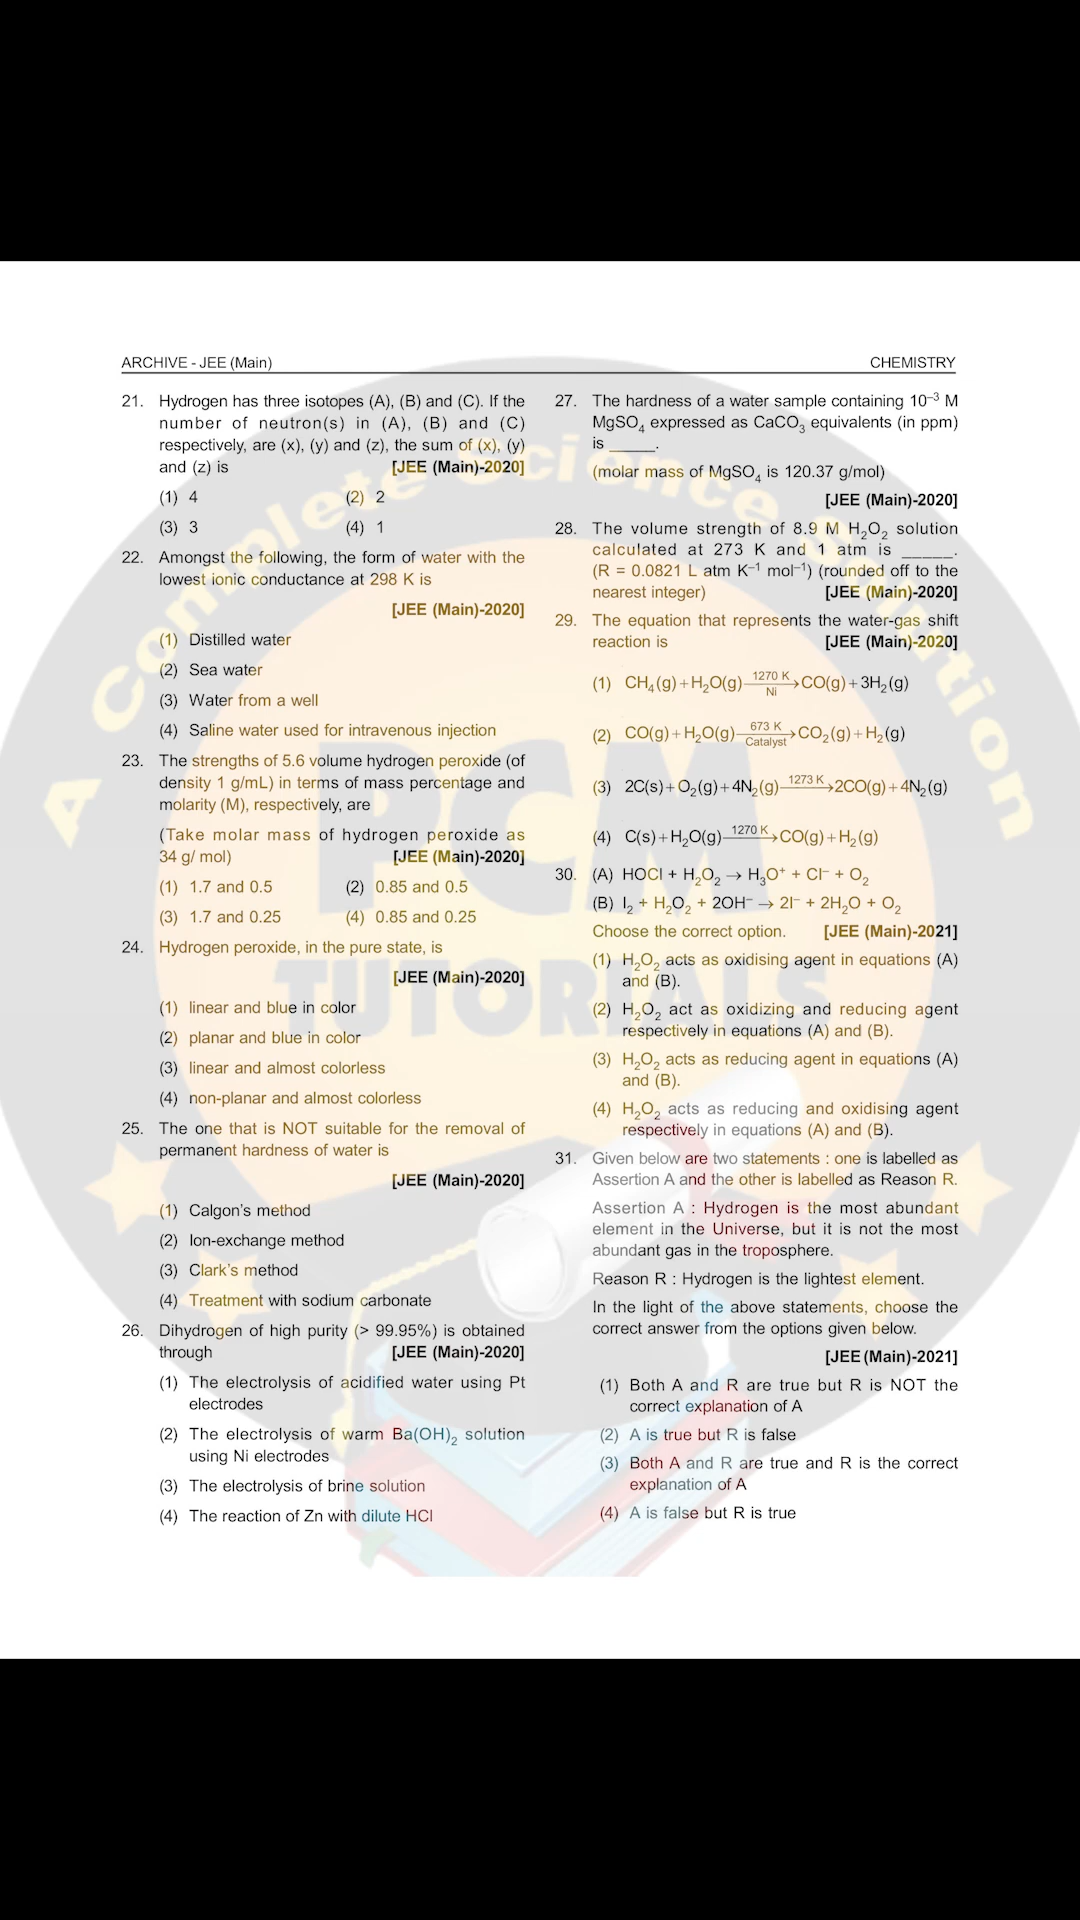 ARCHIVE - JEE (Main)
CHEMISTRY
21. Hydrogen has three isotopes (A), (B) and (C). If the
number of neutron(s) in (A), (B) and (C)
respectively, are (x), (y) and (z), the sum of (x), (y)
and (z) is [JEE (Main)-2020]
(1) 4 (2) 2
(3) 3 (4) 1
22. Amongst the following, the form of water with the
lowest ionic conductance at 298 K is
[JEE (Main)-2020]
(1) Distilled water
(2) Sea water
(3) Water from a well
(4) Saline water used for intravenous injection
23. The strengths of 5.6 volume hydrogen peroxide (of
density 1 g/mL) in terms of mass percentage and
molarity (M), respectively, are
(Take molar mass of hydrogen peroxide as
34 g/ mol) [JEE (Main)-2020]
(1) 1.7 and 0.5 (2) 0.85 and 0.5
(3) 1.7 and 0.25 (4) 0.85 and 0.25
24. Hydrogen peroxide, in the pure state, is
[JEE (Main)-2020]
(1) linear and blue in color
(2) planar and blue in color
(3) linear and almost colorless
(4) non-planar and almost colorless
25. The one that is NOT suitable for the removal of
permanent hardness of water is
[JEE (Main)-2020]
(1) Calgon's method
(2) Ion-exchange method
(3) Clark's method
(4) Treatment with sodium carbonate
26. Dihydrogen of high purity (> 99.95%) is obtained
through [JEE (Main)-2020]
(1) The electrolysis of acidified water using Pt
electrodes
(2) The electrolysis of warm Ba(OH)₂ solution
using Ni electrodes
(3) The electrolysis of brine solution
(4) The reaction of Zn with dilute HCl
27. The hardness of a water sample containing 10⁻³ M
MgSO₄ expressed as CaCO₃ equivalents (in ppm)
is _____.
(molar mass of MgSO₄ is 120.37 g/mol)
[JEE (Main)-2020]
28. The volume strength of 8.9 M H₂O₂ solution
calculated at 273 K and 1 atm is _____.
(R = 0.0821 L atm K⁻¹ mol⁻¹) (rounded off to the
nearest integer) [JEE (Main)-2020]
29. The equation that represents the water-gas shift
reaction is [JEE (Main)-2020]
(1) CH₄(g) + H₂O(g) —1270 K/Ni→ CO(g) + 3H₂(g)
(2) CO(g) + H₂O(g) —673 K/Catalyst→ CO₂(g) + H₂(g)
(3) 2C(s) + O₂(g) + 4N₂(g) —1273 K→ 2CO(g) + 4N₂(g)
(4) C(s) + H₂O(g) —1270 K→ CO(g) + H₂(g)
30. (A) HOCl + H₂O₂ → H₃O⁺ + Cl⁻ + O₂
(B) I₂ + H₂O₂ + 2OH⁻ → 2I⁻ + 2H₂O + O₂
Choose the correct option. [JEE (Main)-2021]
(1) H₂O₂ acts as oxidising agent in equations (A)
and (B).
(2) H₂O₂ act as oxidizing and reducing agent
respectively in equations (A) and (B).
(3) H₂O₂ acts as reducing agent in equations (A)
and (B).
(4) H₂O₂ acts as reducing and oxidising agent
respectively in equations (A) and (B).
31. Given below are two statements : one is labelled as
Assertion A and the other is labelled as Reason R.
Assertion A : Hydrogen is the most abundant
element in the Universe, but it is not the most
abundant gas in the troposphere.
Reason R : Hydrogen is the lightest element.
In the light of the above statements, choose the
correct answer from the options given below.
[JEE (Main)-2021]
(1) Both A and R are true but R is NOT the
correct explanation of A
(2) A is true but R is false
(3) Both A and R are true and R is the correct
explanation of A
(4) A is false but R is true
A Complete Science Solution
PCM
TUTORIALS